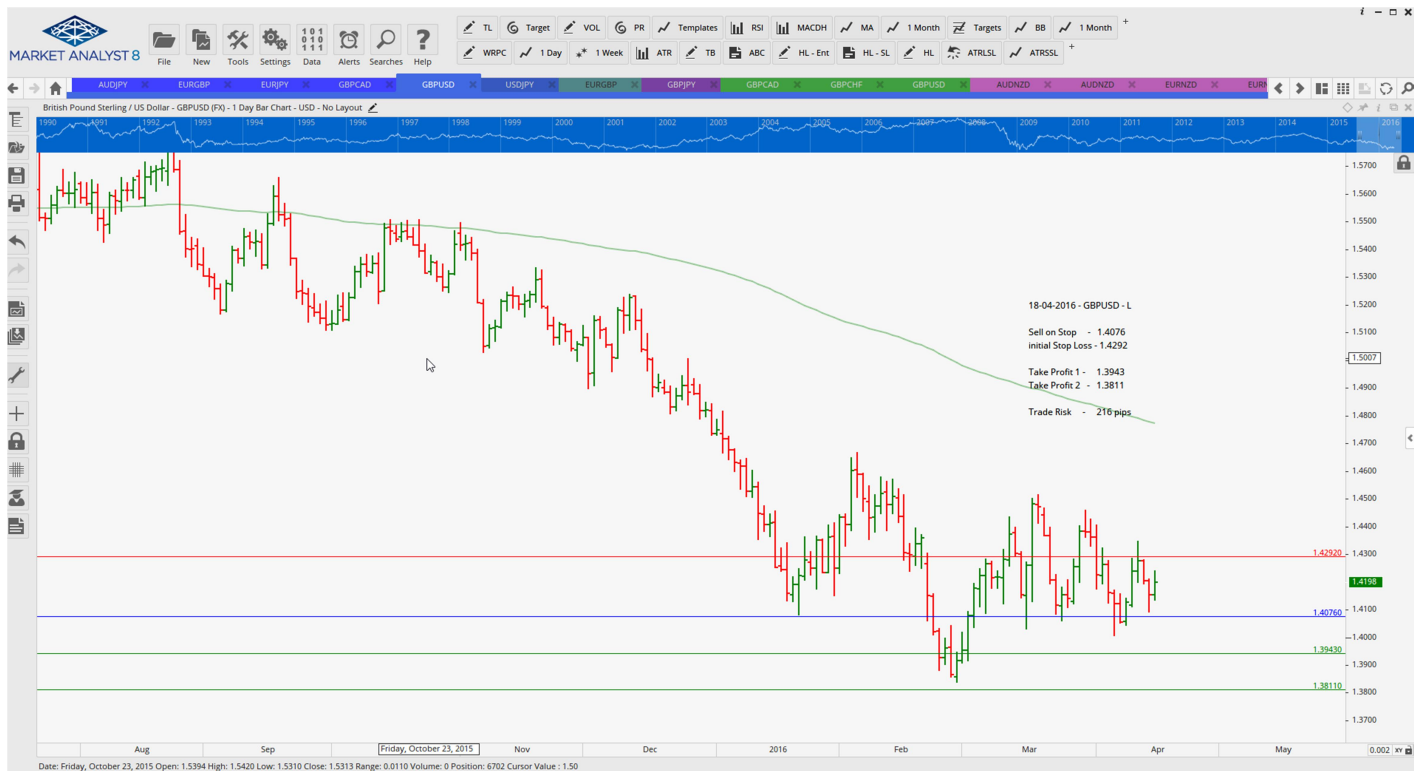 MARKET ANALYST 8
File New Tools Settings Data Alerts Searches Help
TL Target VOL PR Templates RSI MACDH MA 1 Month Targets BB 1 Month +
WRPC 1 Day 1 Week ATR TB ABC HL - Ent HL - SL HL ATRLSL ATRSSL +
AUDJPY EURGBP EURJPY GBPCAD GBPUSD USDJPY EURGBP GBPJPY GBPCAD GBPCHF GBPUSD AUDNZD AUDNZD EURNZD EURN
British Pound Sterling / US Dollar - GBPUSD (FX) - 1 Day Bar Chart - USD - No Layout
1990 1991 1992 1993 1994 1995 1996 1997 1998 1999 2000 2001 2002 2003 2004 2005 2006 2007 2008 2009 2010 2011 2012 2013 2014 2015 2016
1.5700
1.5600
1.5500
1.5400
1.5300
1.5200
1.5100
1.5007
1.4900
1.4800
1.4700
1.4600
1.4500
1.4400
1.4300
1.4198
1.4100
1.4000
1.3900
1.3800
1.3700
18-04-2016 - GBPUSD - L
Sell on Stop - 1.4076
initial Stop Loss - 1.4292
Take Profit 1 - 1.3943
Take Profit 2 - 1.3811
Trade Risk - 216 pips
1.42920
1.40760
1.39430
1.38110
Aug Sep Friday, October 23, 2015 Nov Dec 2016 Feb Mar Apr May 0.002 XY
Date: Friday, October 23, 2015 Open: 1.5394 High: 1.5420 Low: 1.5310 Close: 1.5313 Range: 0.0110 Volume: 0 Position: 6702 Cursor Value : 1.50